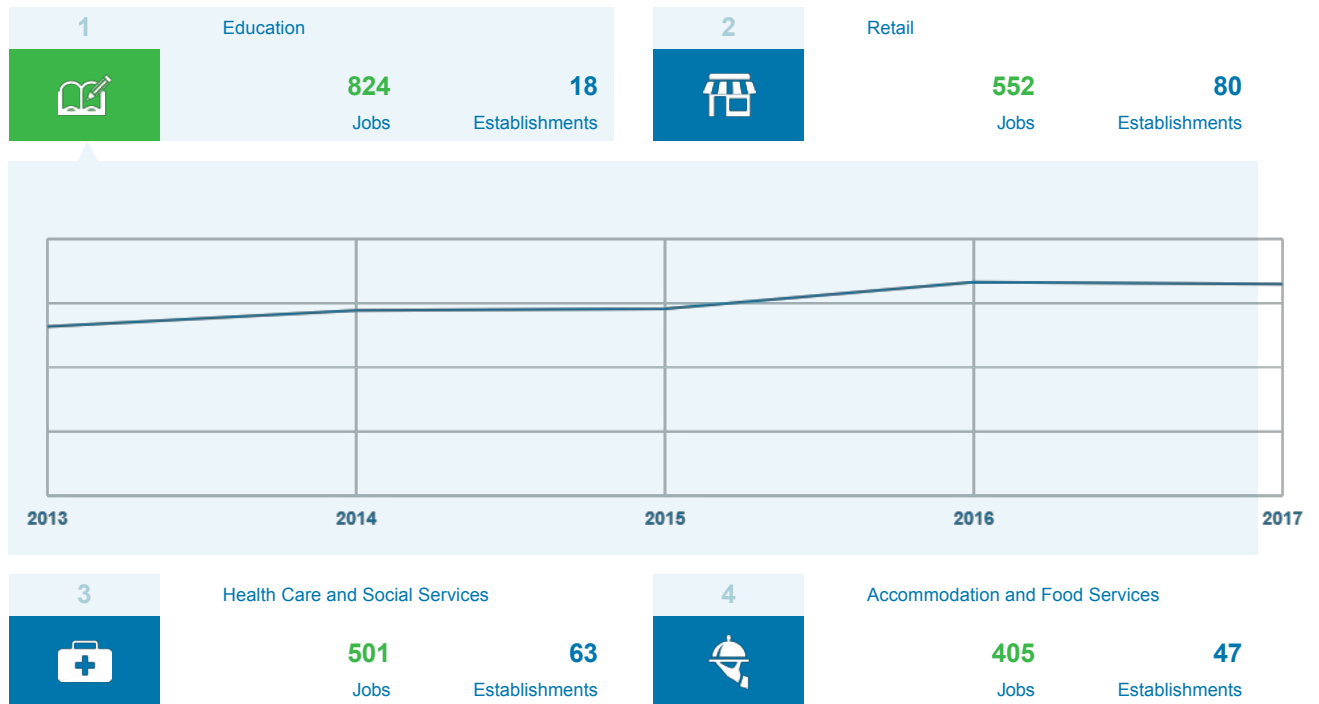 1
Education
824
18
Jobs
Establishments
2
Retail
552
80
Jobs
Establishments
2013
2014
2015
2016
2017
3
Health Care and Social Services
501
63
Jobs
Establishments
4
Accommodation and Food Services
405
47
Jobs
Establishments